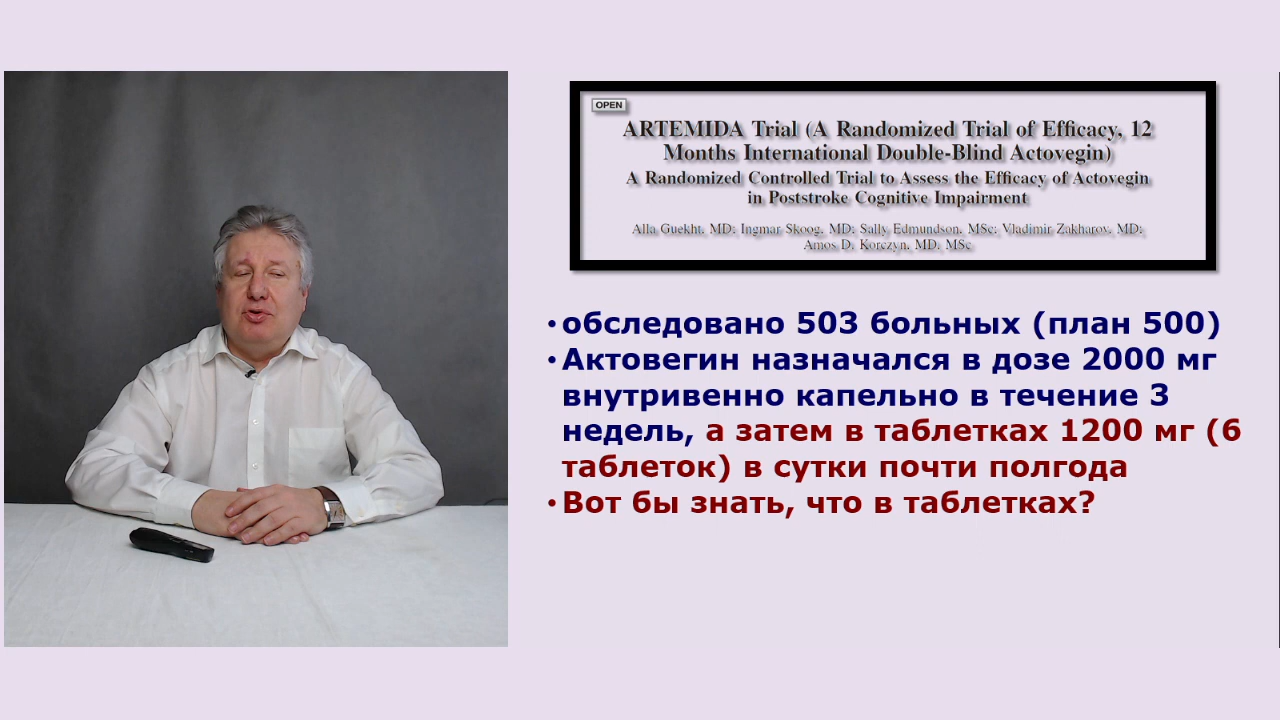 OPEN
ARTEMIDA Trial (A Randomized Trial of Efficacy, 12
Months International Double-Blind Actovegin)
A Randomized Controlled Trial to Assess the Efficacy of Actovegin
in Poststroke Cognitive Impairment
Alla Guekht, MD; Ingmar Skoog, MD; Sally Edmundson, MSc; Vladimir Zakharov, MD;
Amos D. Korczyn, MD, MSc
• обследовано 503 больных (план 500)
• Актовегин назначался в дозе 2000 мг
внутривенно капельно в течение 3
недель, а затем в таблетках 1200 мг (6
таблеток) в сутки почти полгода
• Вот бы знать, что в таблетках?